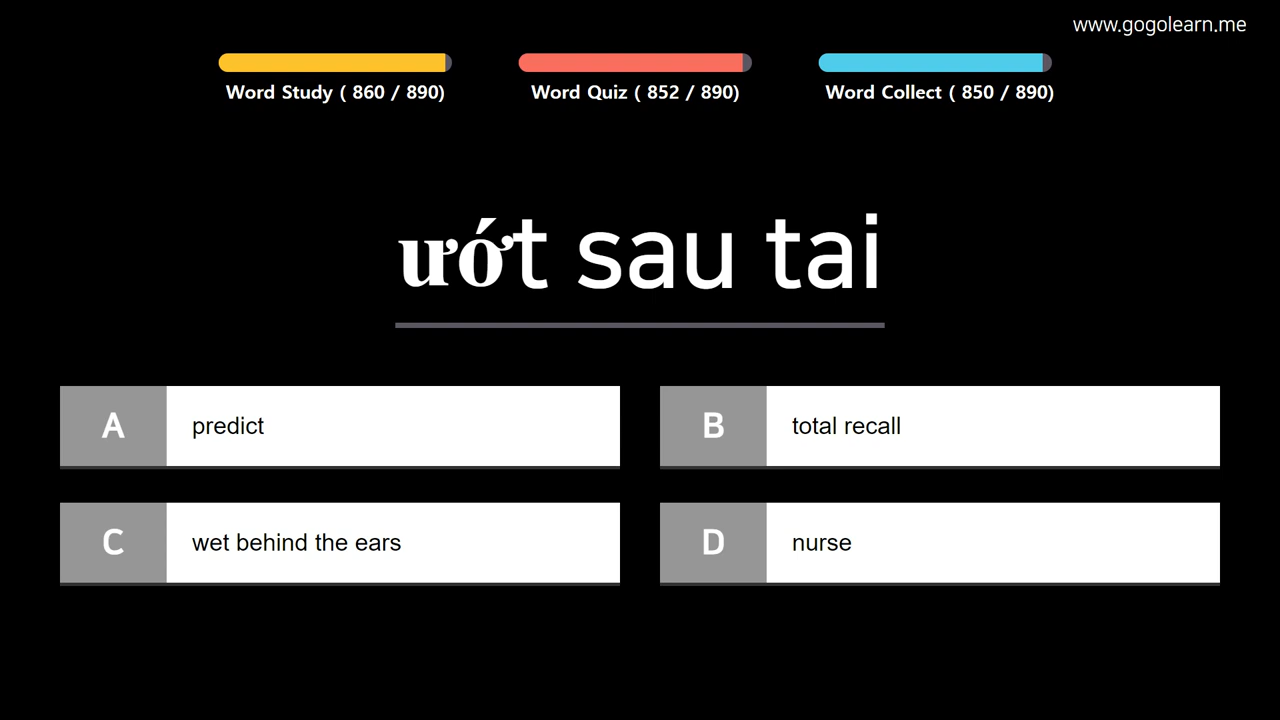 www.gogolearn.me
Word Study ( 860 / 890)
Word Quiz ( 852 / 890)
Word Collect ( 850 / 890)
ướt sau tai
A predict
B total recall
C wet behind the ears
D nurse